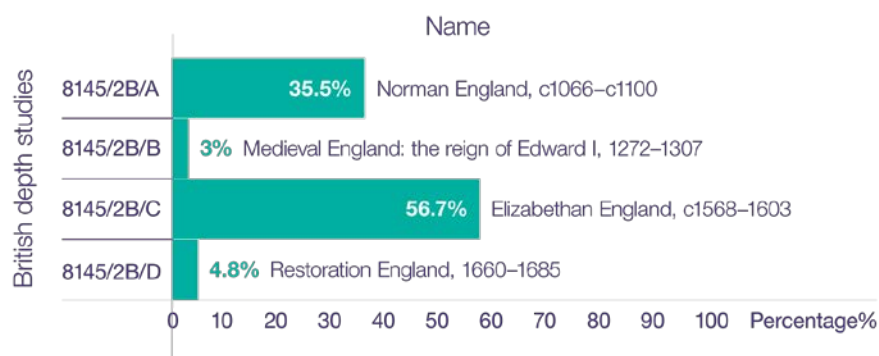 Name
British depth studies
8145/2B/A 35.5% Norman England, c1066–c1100
8145/2B/B 3% Medieval England: the reign of Edward I, 1272–1307
8145/2B/C 56.7% Elizabethan England, c1568–1603
8145/2B/D 4.8% Restoration England, 1660–1685
0 10 20 30 40 50 60 70 80 90 100 Percentage%